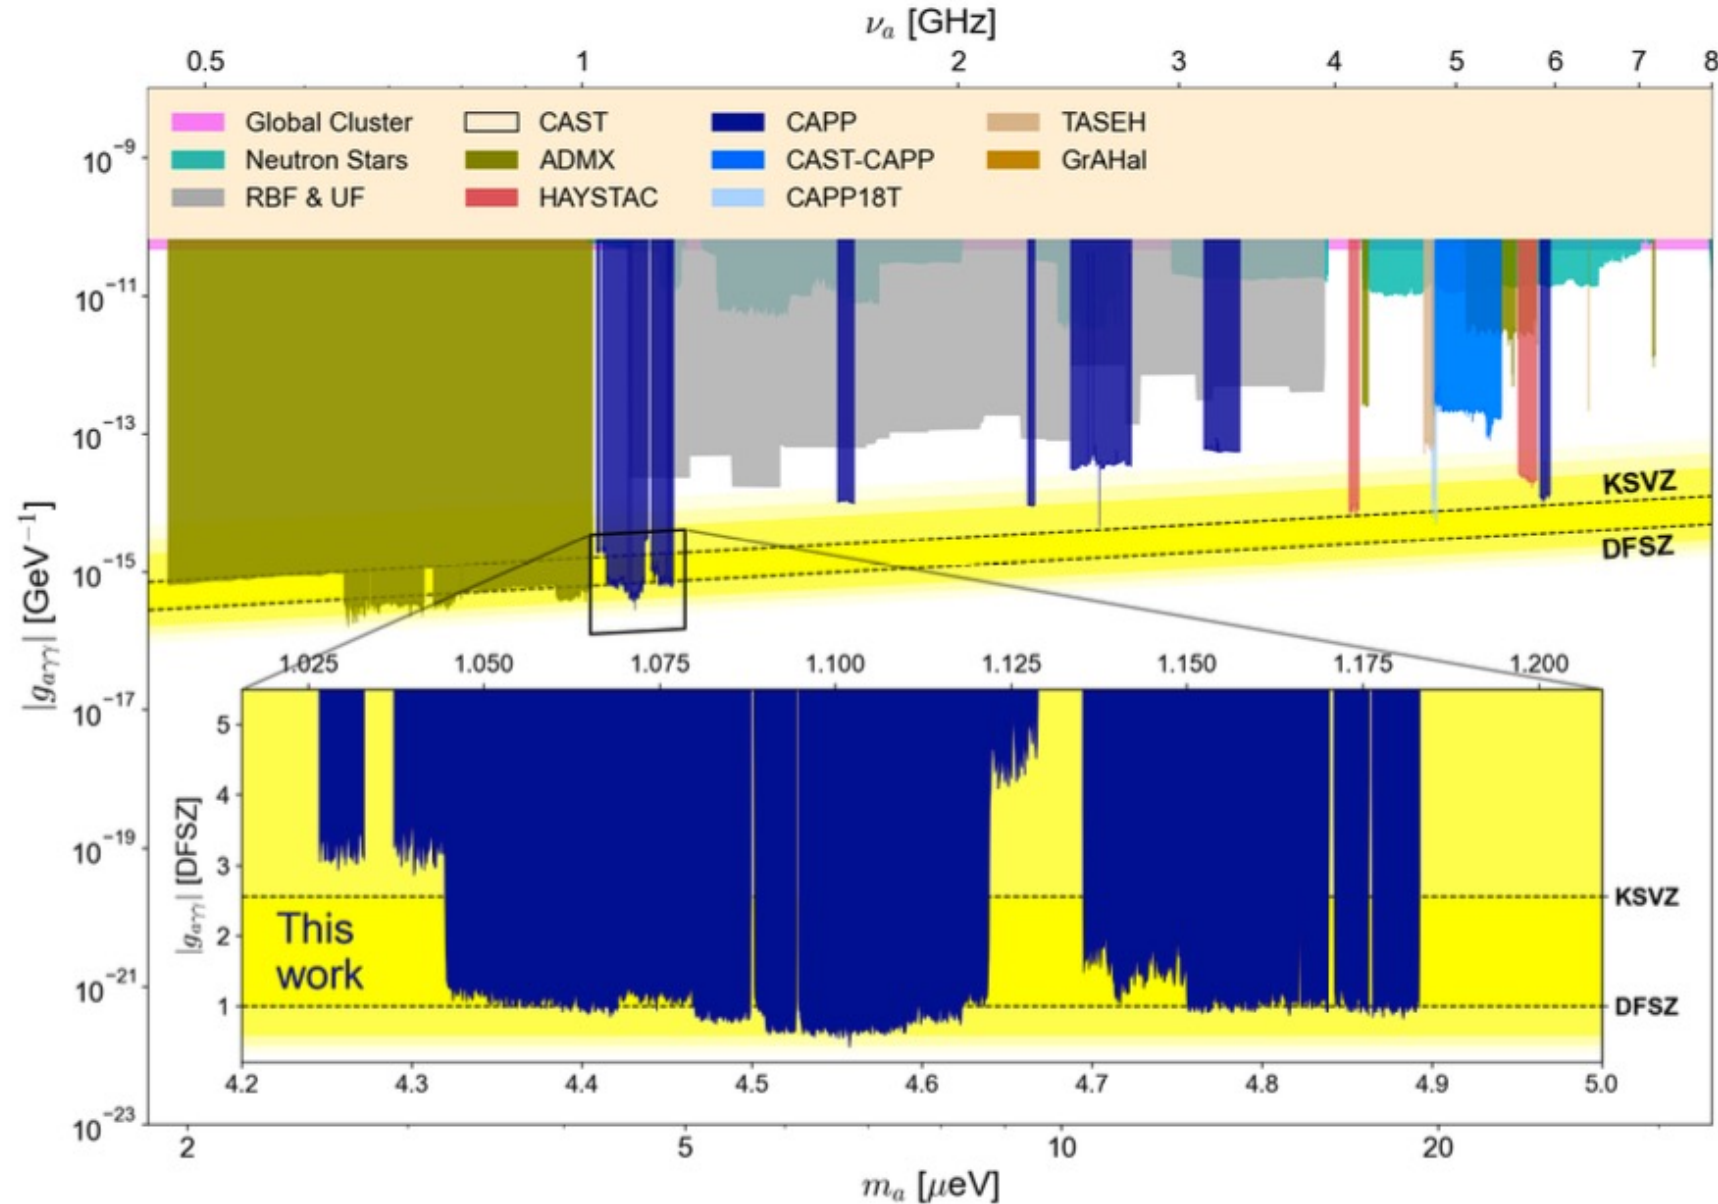 ν_a [GHz]
0.5 1 2 3 4 5 6 7 8
Global Cluster CAST CAPP TASEH
Neutron Stars ADMX CAST-CAPP GrAHal
RBF & UF HAYSTAC CAPP18T
10⁻⁹
10⁻¹¹
10⁻¹³
KSVZ
DFSZ
10⁻¹⁵
|g_aγγ| [GeV⁻¹]
1.025 1.050 1.075 1.100 1.125 1.150 1.175 1.200
10⁻¹⁷
5
4
10⁻¹⁹
3
|g_aγγ| [DFSZ]
KSVZ
This
work
2
10⁻²¹
1
DFSZ
4.2 4.3 4.4 4.5 4.6 4.7 4.8 4.9 5.0
10⁻²³
2 5 10 20
m_a [μeV]